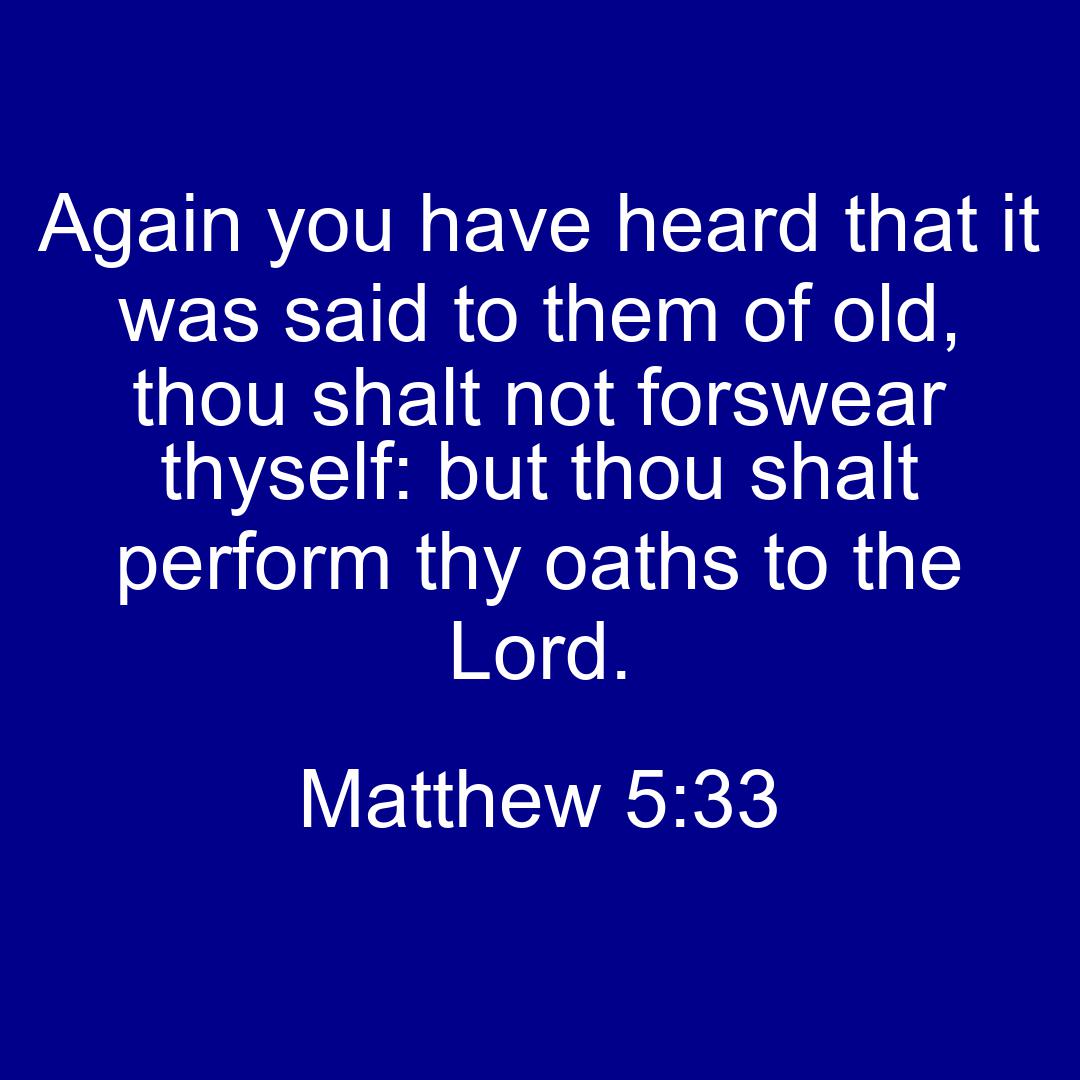 Again you have heard that it
was said to them of old,
thou shalt not forswear
thyself: but thou shalt
perform thy oaths to the
Lord.
Matthew 5:33